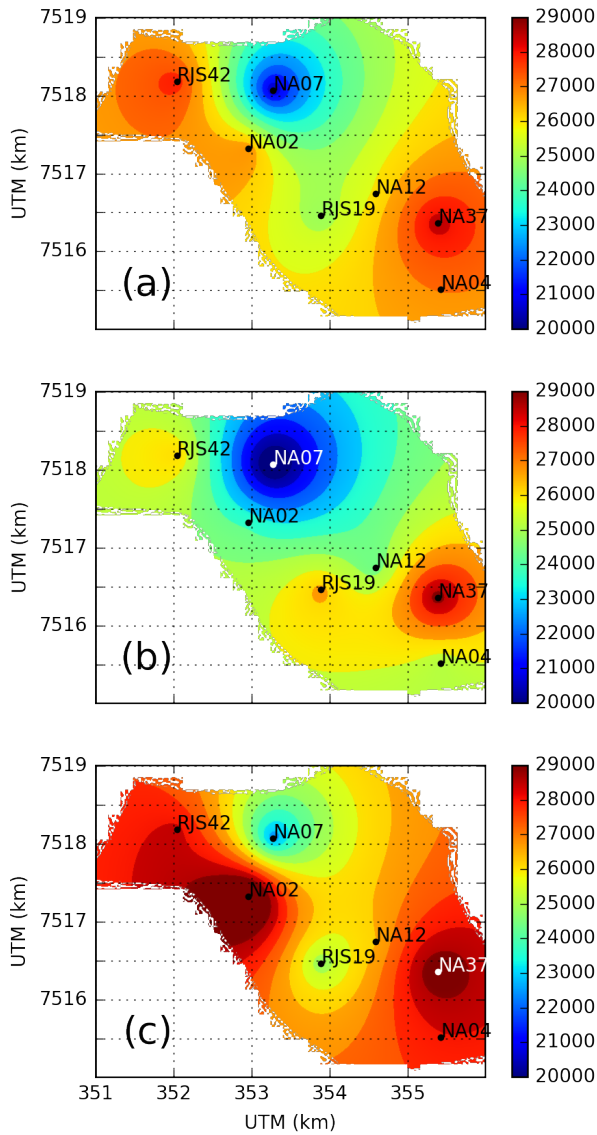 7519
7518
7517
7516
UTM (km)
RJS42
NA07
NA02
NA12
RJS19
NA37
NA04
(a)
29000
28000
27000
26000
25000
24000
23000
22000
21000
20000
7519
7518
7517
7516
UTM (km)
RJS42
NA07
NA02
NA12
RJS19
NA37
NA04
(b)
29000
28000
27000
26000
25000
24000
23000
22000
21000
20000
7519
7518
7517
7516
UTM (km)
RJS42
NA07
NA02
NA12
RJS19
NA37
NA04
(c)
29000
28000
27000
26000
25000
24000
23000
22000
21000
20000
351 352 353 354 355
UTM (km)